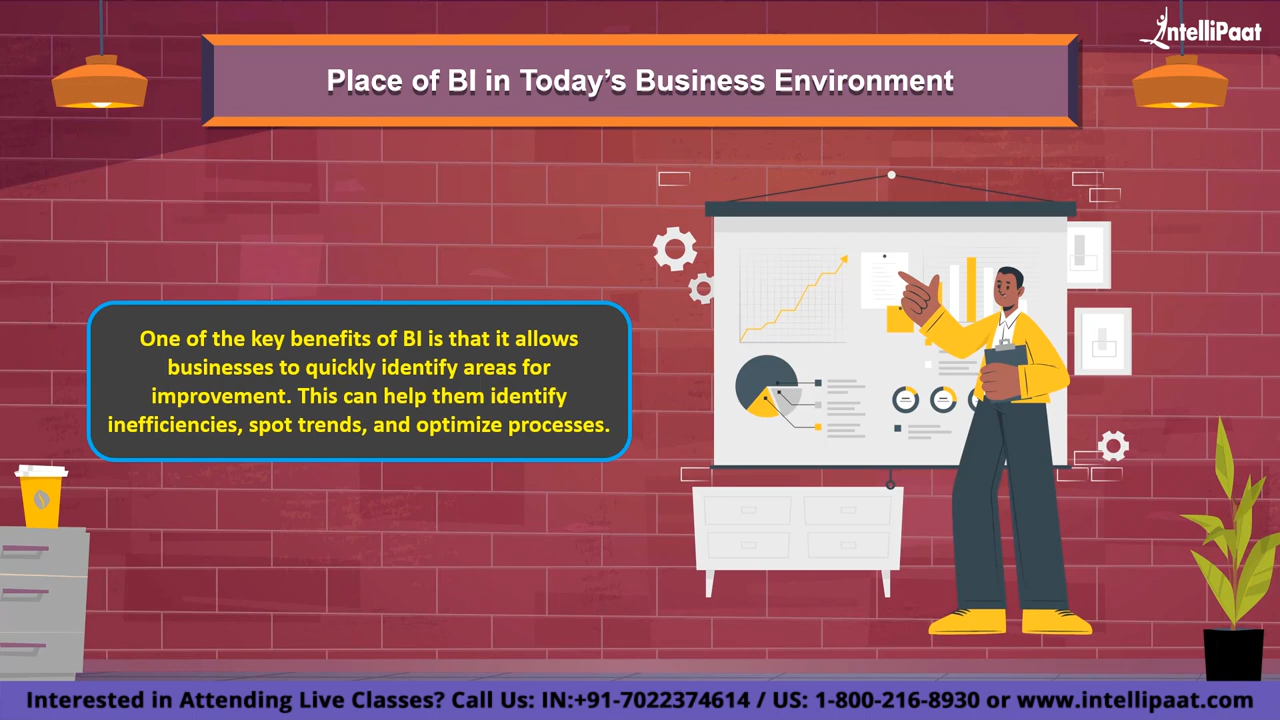 IntelliPaat
Place of BI in Today's Business Environment
One of the key benefits of BI is that it allows
businesses to quickly identify areas for
improvement. This can help them identify
inefficiencies, spot trends, and optimize processes.
Interested in Attending Live Classes? Call Us: IN:+91-7022374614 / US: 1-800-216-8930 or www.intellipaat.com